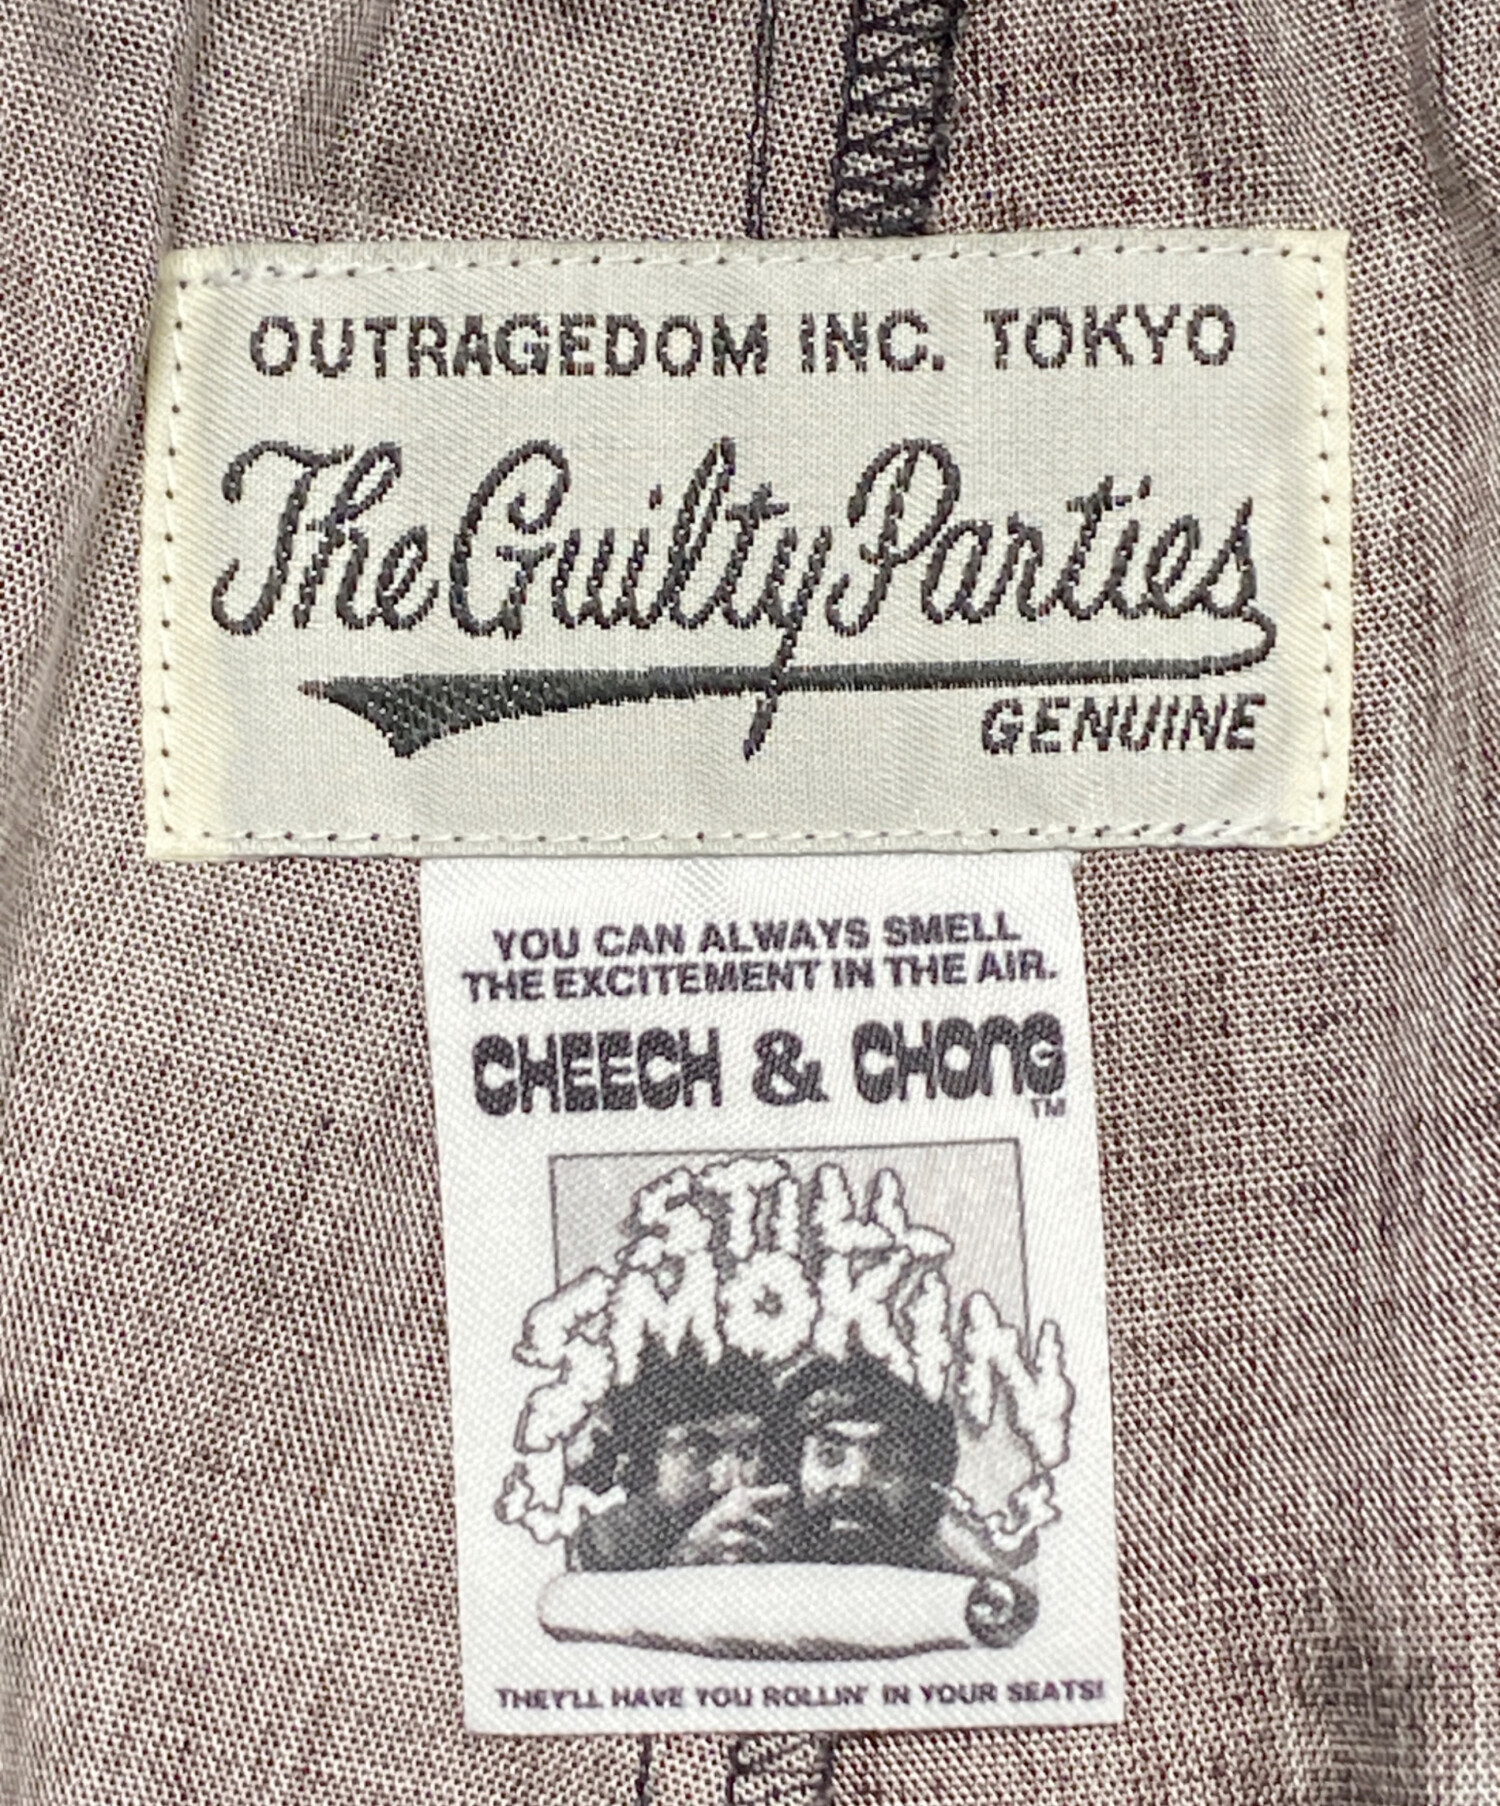 OUTRAGEDOM INC. TOKYO
The Guilty Parties
GENUINE
YOU CAN ALWAYS SMELL
THE EXCITEMENT IN THE AIR.
CHEECH & CHONG
TM
STILL
SMOKIN
THEY'LL HAVE YOU ROLLIN' IN YOUR SEATS!